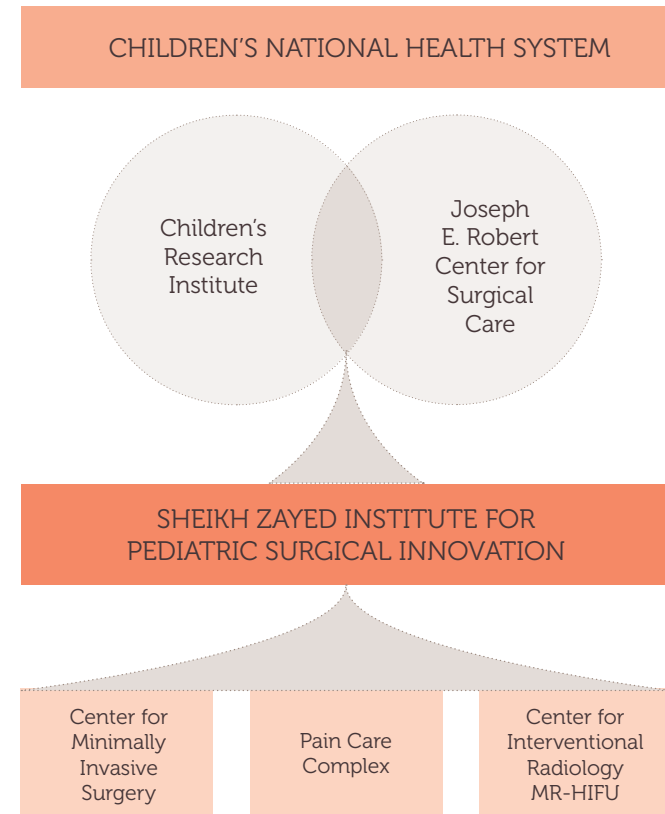 CHILDREN’S NATIONAL HEALTH SYSTEM
Children’s
Research
Institute
Joseph
E. Robert
Center for
Surgical
Care
SHEIKH ZAYED INSTITUTE FOR
PEDIATRIC SURGICAL INNOVATION
Center for
Minimally
Invasive
Surgery
Pain Care
Complex
Center for
Interventional
Radiology
MR-HIFU